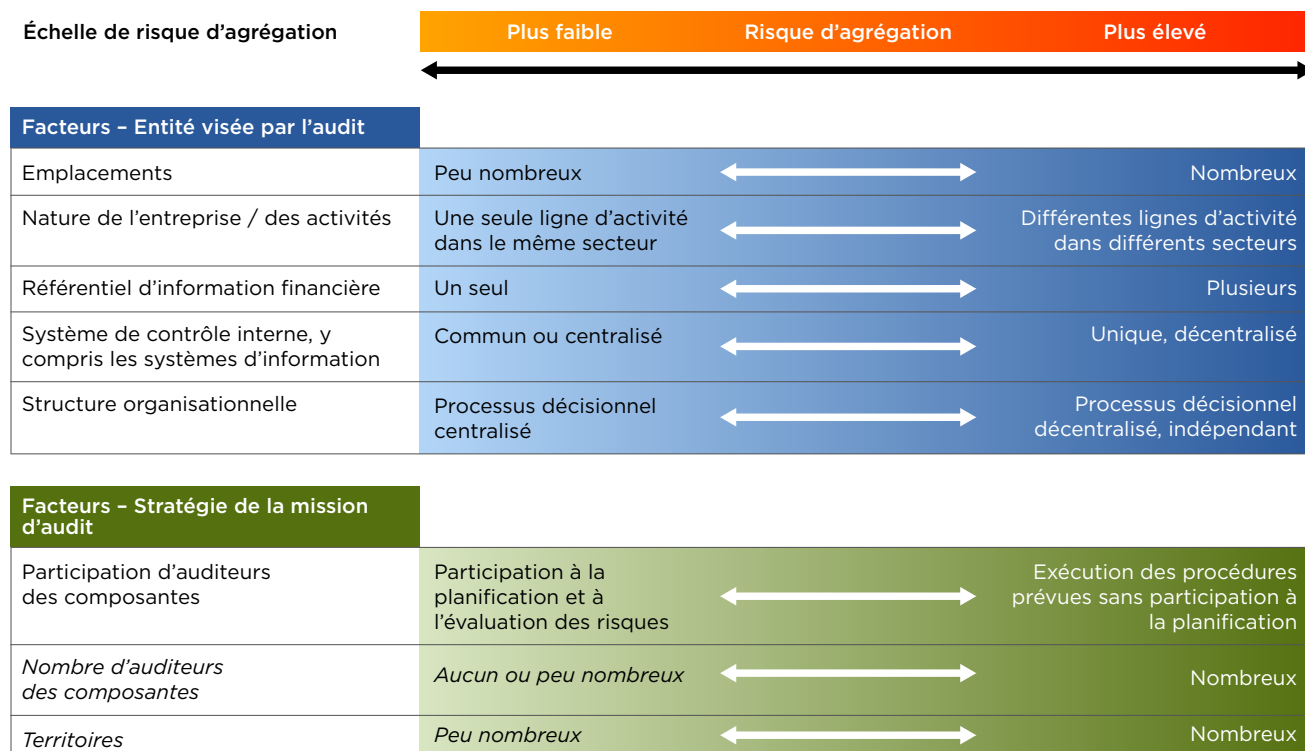 Échelle de risque d'agrégation
Plus faible
Risque d'agrégation
Plus élevé
Facteurs – Entité visée par l'audit
Emplacements
Peu nombreux
Nombreux
Nature de l'entreprise / des activités
Une seule ligne d'activité
dans le même secteur
Différentes lignes d'activité
dans différents secteurs
Référentiel d'information financière
Un seul
Plusieurs
Système de contrôle interne, y
compris les systèmes d'information
Commun ou centralisé
Unique, décentralisé
Structure organisationnelle
Processus décisionnel
centralisé
Processus décisionnel
décentralisé, indépendant
Facteurs – Stratégie de la mission
d'audit
Participation d'auditeurs
des composantes
Participation à la
planification et à
l'évaluation des risques
Exécution des procédures
prévues sans participation à
la planification
Nombre d'auditeurs
des composantes
Aucun ou peu nombreux
Nombreux
Territoires
Peu nombreux
Nombreux